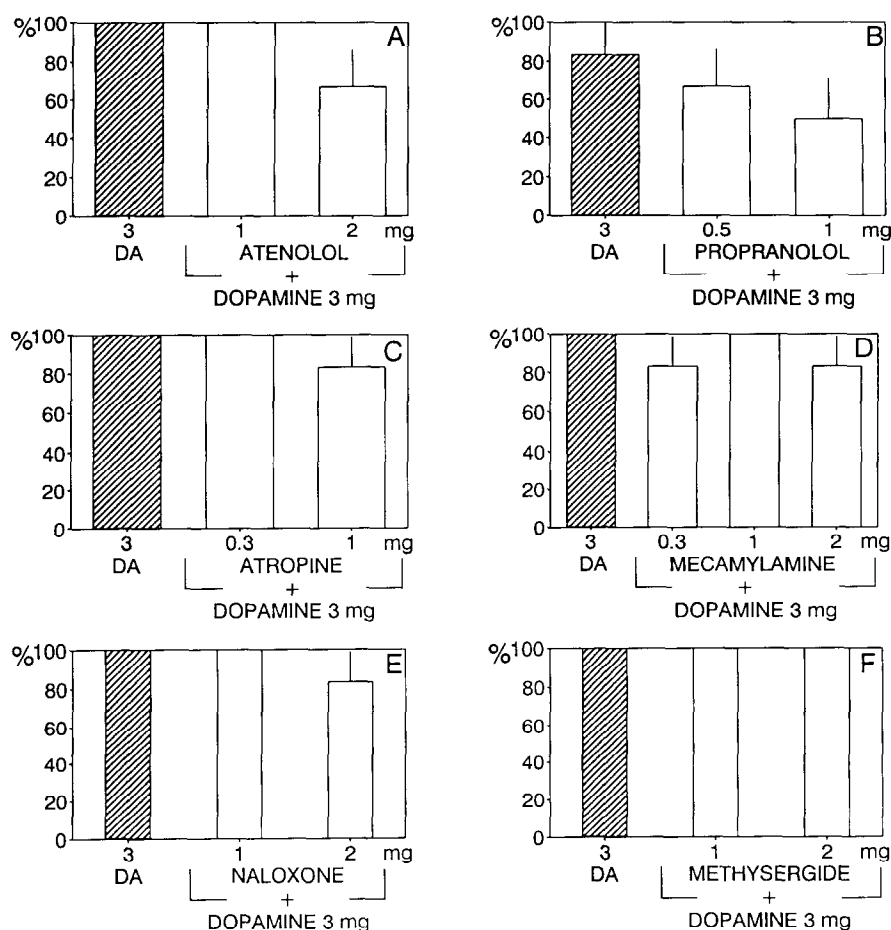 %100 A
80
60
40
20
0
3 1 2 mg
DA ATENOLOL
+
DOPAMINE 3 mg
%100 B
80
60
40
20
0
3 0.5 1 mg
DA PROPRANOLOL
+
DOPAMINE 3 mg
%100 C
80
60
40
20
0
3 0.3 1 mg
DA ATROPINE
+
DOPAMINE 3 mg
%100 D
80
60
40
20
0
3 0.3 1 2 mg
DA MECAMYLAMINE
+
DOPAMINE 3 mg
%100 E
80
60
40
20
0
3 1 2 mg
DA NALOXONE
+
DOPAMINE 3 mg
%100 F
80
60
40
20
0
3 1 2 mg
DA METHYSERGIDE
+
DOPAMINE 3 mg